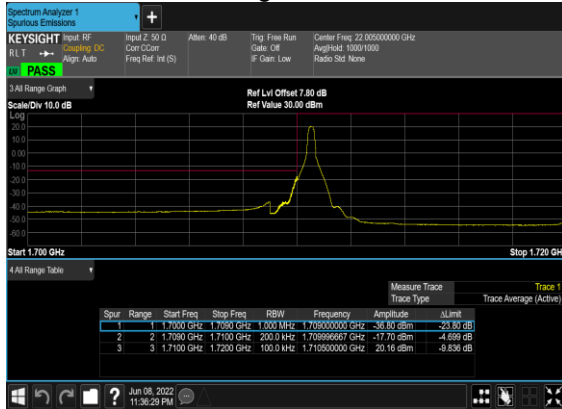 Spectrum Analyzer 1
Spurious Emissions
KEYSIGHT Input: RF Input Z: 50 Ω Atten: 40 dB Trig: Free Run Center Freq: 22.005000000 GHz
RLT Coupling: DC Corr CCorr Gate: Off Avg|Hold: 1000/1000
Align: Auto Freq Ref: Int (S) IF Gain: Low Radio Std: None
PASS
3 All Range Graph
Ref Lvl Offset 7.80 dB
Scale/Div 10.0 dB Ref Value 30.00 dBm
Log
20.0
10.0
0.00
-10.0
-20.0
-30.0
-40.0
-50.0
-60.0
Start 1.700 GHz Stop 1.720 GH
4 All Range Table
Measure Trace Trace 1
Trace Type Trace Average (Active)
Spur Range Start Freq Stop Freq RBW Frequency Amplitude ΔLimit
1 1 1.7000 GHz 1.7090 GHz 1.000 MHz 1.709000000 GHz -36.80 dBm -23.80 dB
2 2 1.7090 GHz 1.7100 GHz 200.0 kHz 1.709996667 GHz -17.70 dBm -4.699 dB
3 3 1.7100 GHz 1.7200 GHz 100.0 kHz 1.710500000 GHz 20.16 dBm -9.836 dB
? Jun 08, 2022
11:36:29 PM